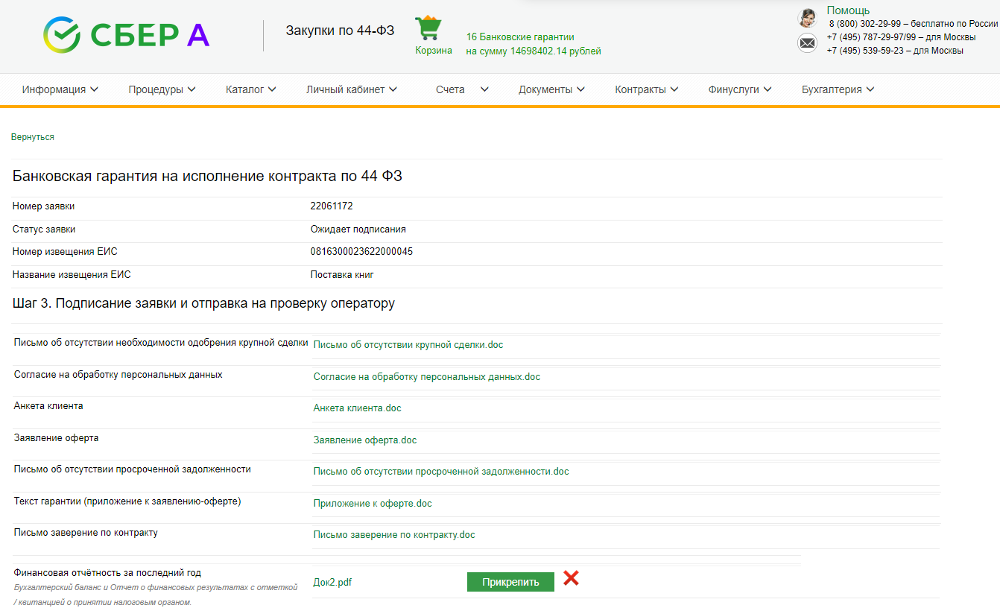 СБЕР А
Закупки по 44-ФЗ
Корзина
16 Банковские гарантии
на сумму 14698402.14 рублей
Помощь
8 (800) 302-29-99 – бесплатно по России
+7 (495) 787-29-97/99 – для Москвы
+7 (495) 539-59-23 – для Москвы
Информация Процедуры Каталог Личный кабинет Счета Документы Контракты Финуслуги Бухгалтерия
Вернуться
Банковская гарантия на исполнение контракта по 44 ФЗ
Номер заявки 22061172
Статус заявки Ожидает подписания
Номер извещения ЕИС 0816300023622000045
Название извещения ЕИС Поставка книг
Шаг 3. Подписание заявки и отправка на проверку оператору
Письмо об отсутствии необходимости одобрения крупной сделки Письмо об отсутствии крупной сделки.doc
Согласие на обработку персональных данных Согласие на обработку персональных данных.doc
Анкета клиента Анкета клиента.doc
Заявление оферта Заявление оферта.doc
Письмо об отсутствии просроченной задолженности Письмо об отсутствии просроченной задолженности.doc
Текст гарантии (приложение к заявлению-оферте) Приложение к оферте.doc
Письмо заверение по контракту Письмо заверение по контракту.doc
Финансовая отчётность за последний год Док2.pdf Прикрепить
Бухгалтерский баланс и Отчет о финансовых результатах с отметкой
/ квитанцией о принятии налоговым органом.